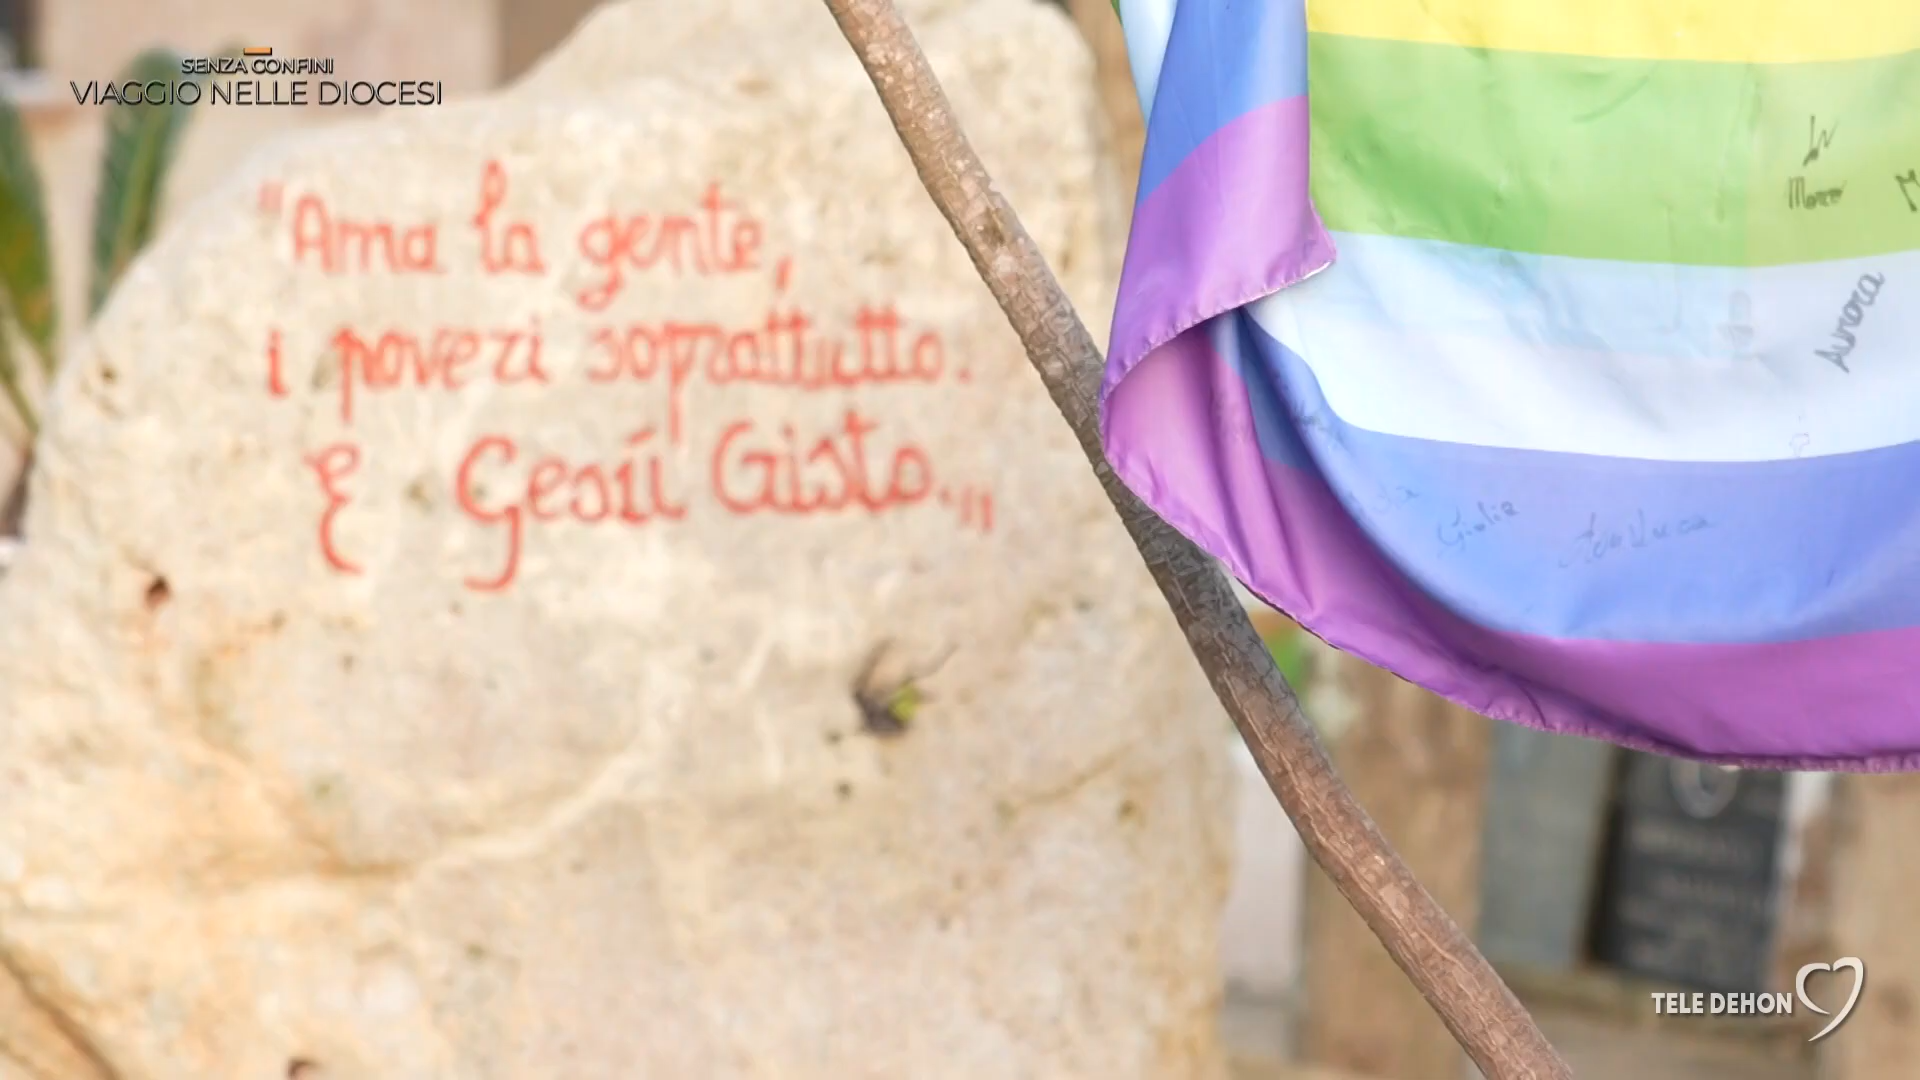 SENZA CONFINI
VIAGGIO NELLE DIOCESI
"Ama la gente,
i poveri soprattutto.
E Gesù Cristo."
Marco
Aurora
Giulia
TELE DEHON